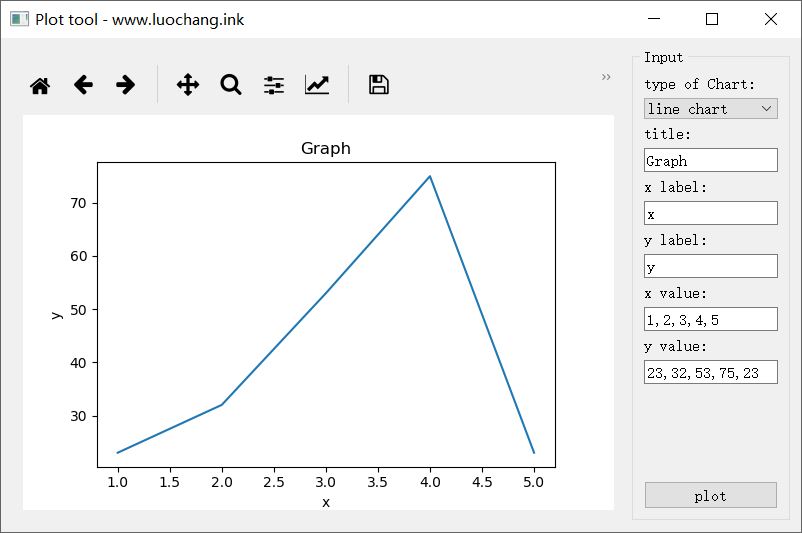 Plot tool - www.luochang.ink
»
Graph
70
60
50
40
30
y
1.0 1.5 2.0 2.5 3.0 3.5 4.0 4.5 5.0
x
Input
type of Chart:
line chart
title:
Graph
x label:
x
y label:
y
x value:
1,2,3,4,5
y value:
23,32,53,75,23
plot